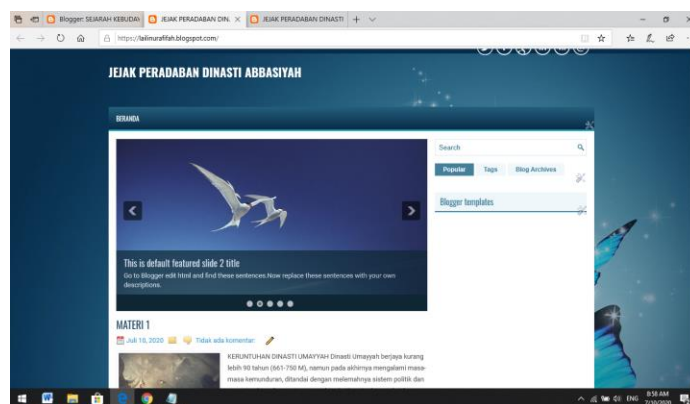 Blogger: SEJARAH KEBUDAY
JEJAK PERADABAN DIN
JEJAK PERADABAN DINASTI
https://lailinurafifah.blogspot.com/
JEJAK PERADABAN DINASTI ABBASIYAH
BERANDA
Search
Popular
Tags
Blog Archives
Blogger templates
This is default featured slide 2 title
Go to Blogger edit html and find these sentences.Now replace these sentences with your own
descriptions.
MATERI 1
Juli 18, 2020
Tidak ada komentar:
KERUNTUHAN DINASTI UMAYYAH Dinasti Umayyah berjaya kurang
lebih 90 tahun (661-750 M), namun pada akhirnya mengalami masa-
masa kemunduran, ditandai dengan melemahnya sistem politik dan
ENG
8:58 AM